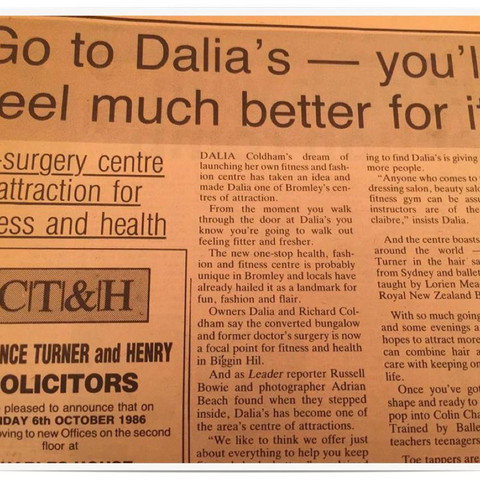 Go to Dalia's — you'l
eel much better for i
-surgery centre
attraction for
ess and health
CT&H
NCE TURNER and HENRY
OLICITORS
pleased to announce that on
DAY 6th OCTOBER 1986
oving to new Offices on the second
floor at
DALIA Coldham's dream of
launching her own fitness and fash-
ion centre has taken an idea and
made Dalia one of Bromley's cen-
tres of attraction.
From the moment you walk
through the door at Dalia's you
know you're going to walk out
feeling fitter and fresher.
The new one-stop health, fash-
ion and fitness centre is probably
unique in Bromley and locals have
already hailed it as a landmark for
fun, fashion and flair.
Owners Dalia and Richard Col-
dham say the converted bungalow
and former doctor's surgery is now
a focal point for fitness and health
in Biggin Hil.
And as Leader reporter Russell
Bowie and photographer Adrian
Beach found when they stepped
inside, Dalia's has become one of
the area's centre of attractions.
"We like to think we offer just
about everything to help you keep
ing to find Dalia's is giving
more people.
"Anyone who comes to
dressing salon, beauty salo
fitness gym can be assu
instructors are of the
claibre," insists Dalia.
And the centre boasts
around the world —
Turner in the hair sa
from Sydney and ballet
taught by Lorien Mea
Royal New Zealand B
With so much going
and some evenings a
hopes to attract more
can combine hair a
care with keeping on
life.
Once you've got
shape and ready to
pop into Colin Cha
Trained by Balle
teachers teenagers
Toe tappers are